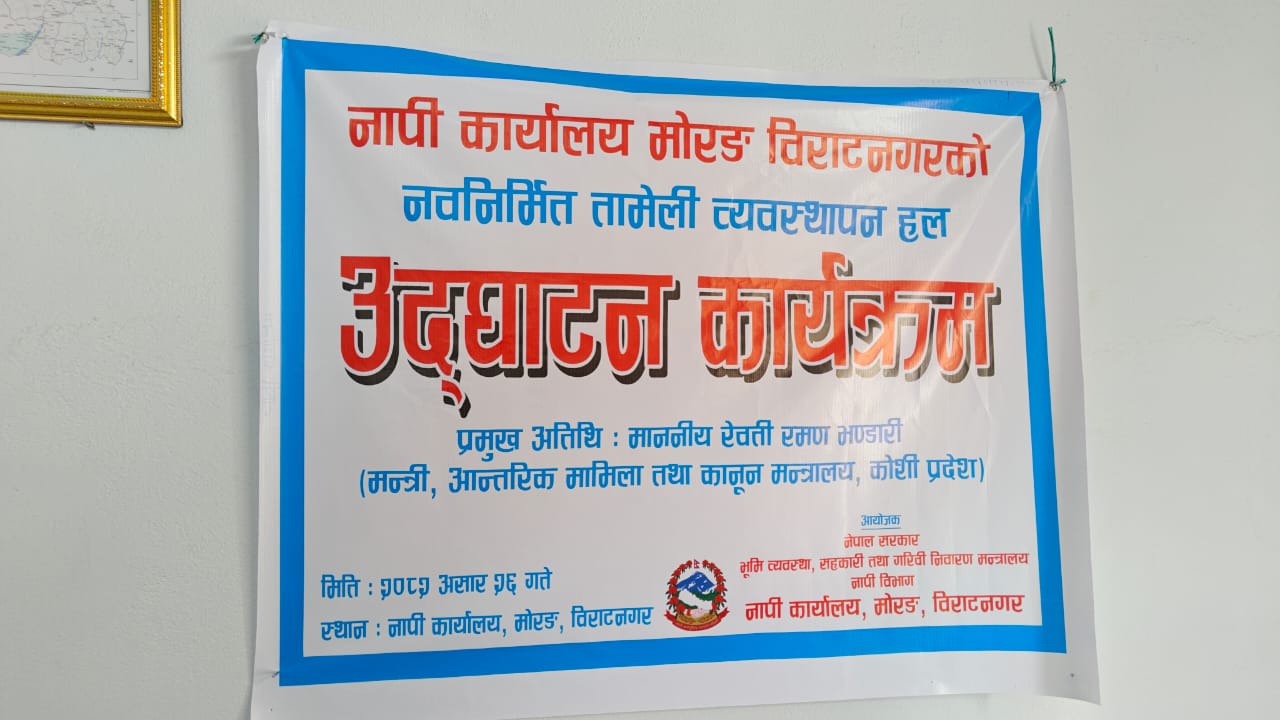 नापी कार्यालय मोरङ विराटनगरको
नवनिर्मित तामेली व्यवस्थापन हल
उद्घाटन कार्यक्रम
प्रमुख अतिथि : माननीय रेवती रमण भण्डारी
(मन्त्री, आन्तरिक मामिला तथा कानून मन्त्रालय, कोशी प्रदेश)
मिति : २०८२ असार १६ गते
स्थान : नापी कार्यालय, मोरङ, विराटनगर
आयोजक
नेपाल सरकार
भूमि व्यवस्था, सहकारी तथा गरिवी निवारण मन्त्रालय
नापी विभाग
नापी कार्यालय, मोरङ, विराटनगर